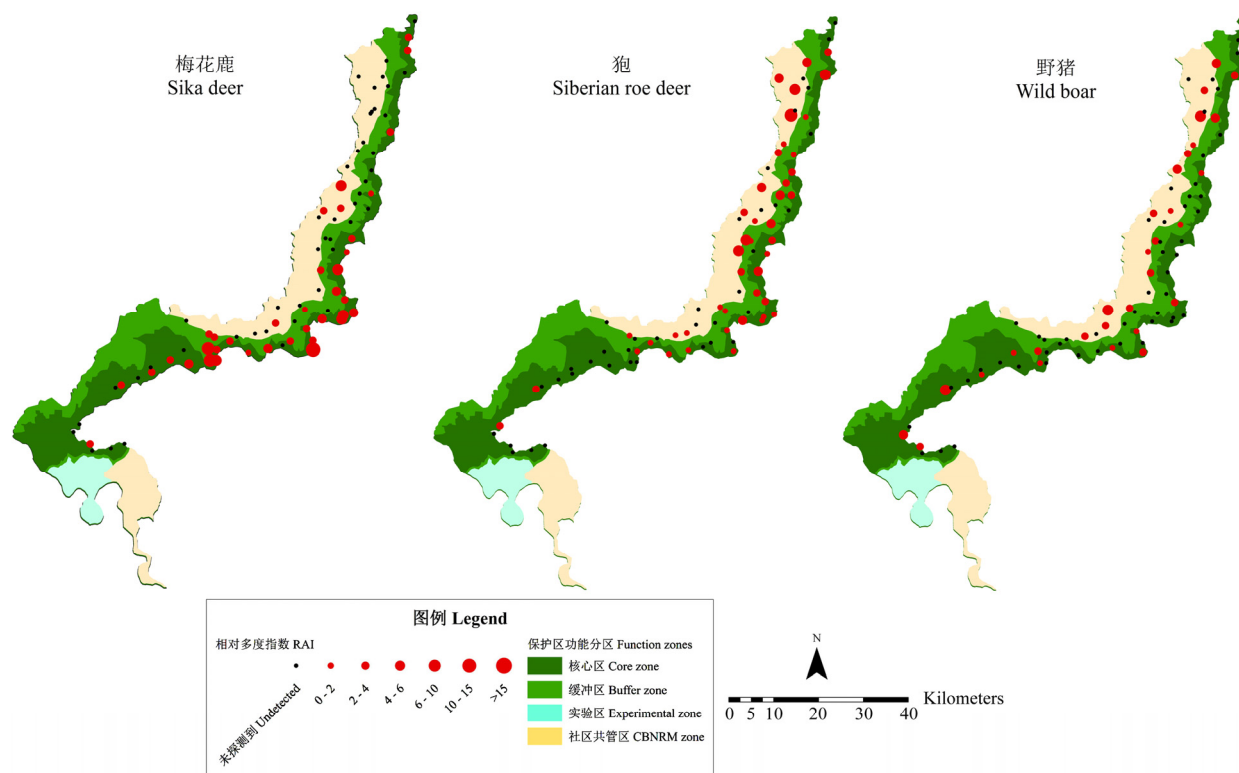 梅花鹿
Sika deer
狍
Siberian roe deer
野猪
Wild boar
图例 Legend
相对多度指数 RAI
未探测到 Undetected
0 - 2
2 - 4
4 - 6
6 - 10
10 - 15
>15
保护区功能分区 Function zones
核心区 Core zone
缓冲区 Buffer zone
实验区 Experimental zone
社区共管区 CBNRM zone
N
Kilometers
0 5 10 20 30 40